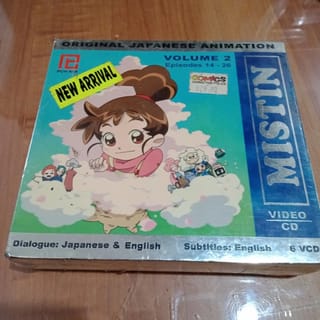 ORIGINAL JAPANESE ANIMATION
VOLUME 2
Episodes 14 - 26
NEW ARRIVAL
COMICS
MISTIN
VIDEO
CD
Dialogue: Japanese & English
Subtitles: English
6 VCD